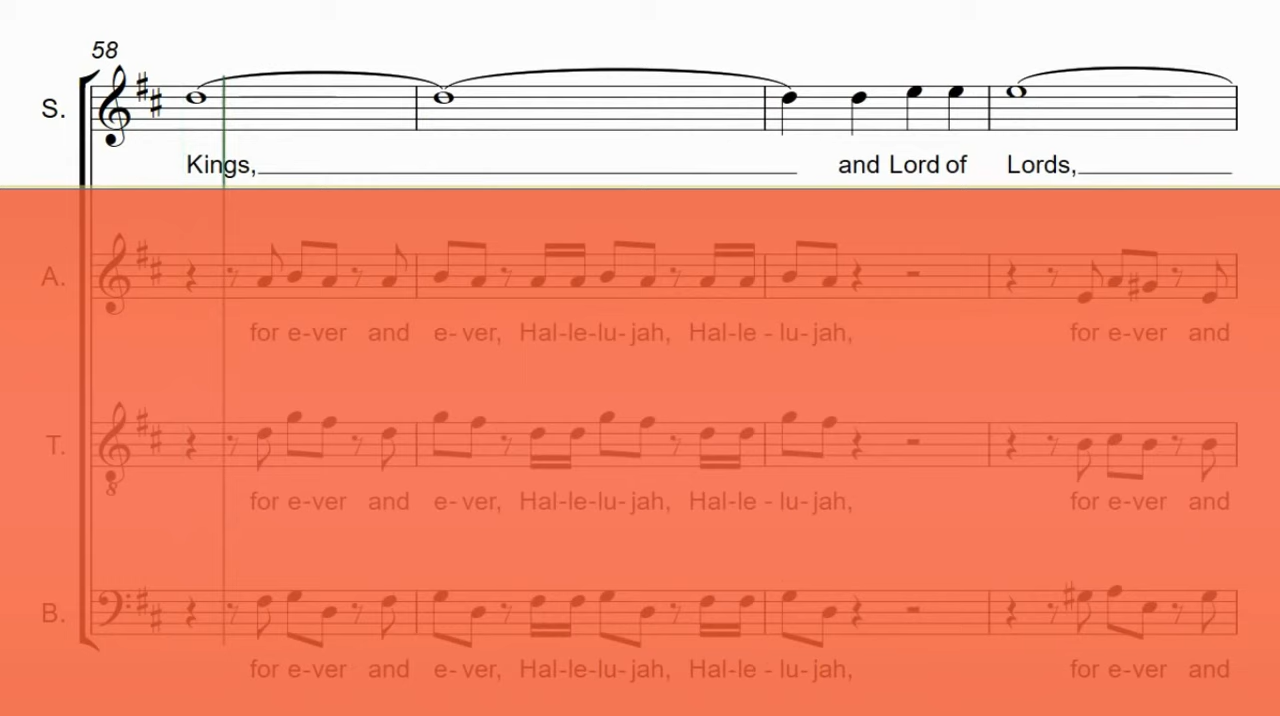 58
S.
Kings,                    and Lord of Lords,
A.
for e-ver and e-ver, Hal-le-lu-jah, Hal-le - lu-jah, for e-ver and
T.
8
for e-ver and e-ver, Hal-le-lu-jah, Hal-le - lu-jah, for e-ver and
B.
for e-ver and e-ver, Hal-le-lu-jah, Hal-le - lu-jah, for e-ver and